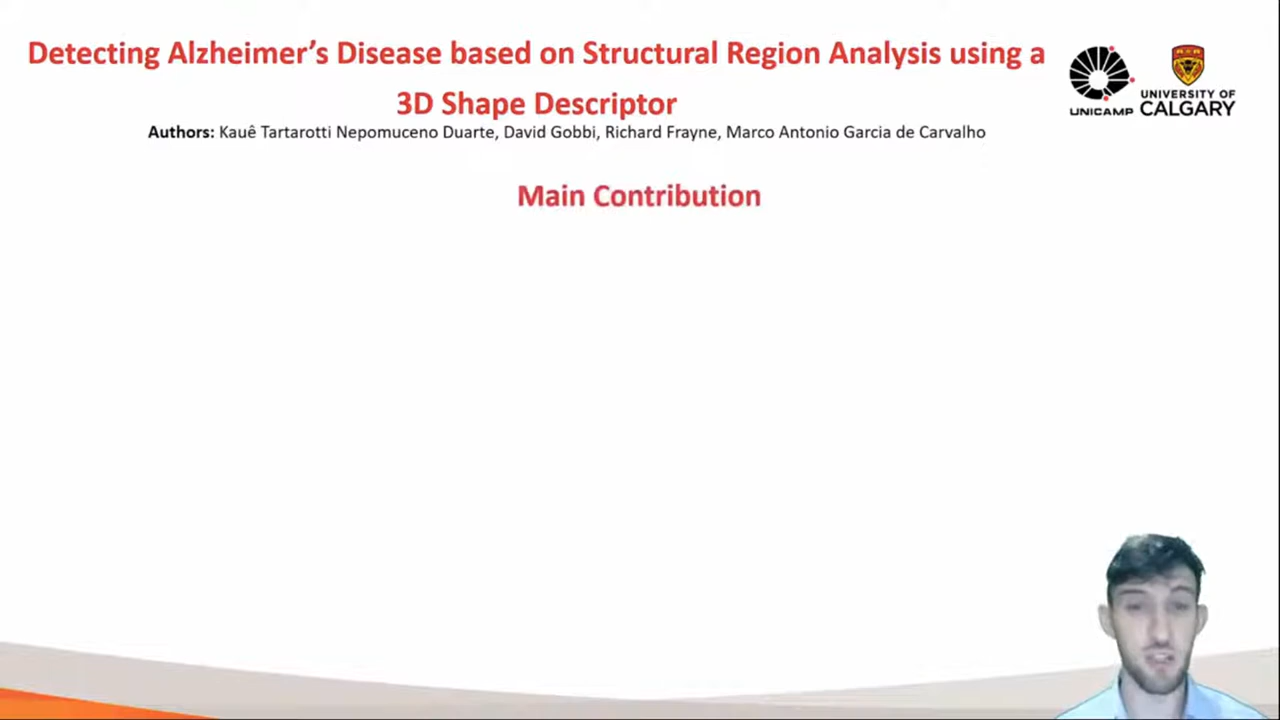 Detecting Alzheimer’s Disease based on Structural Region Analysis using a
3D Shape Descriptor
Authors: Kauê Tartarotti Nepomuceno Duarte, David Gobbi, Richard Frayne, Marco Antonio Garcia de Carvalho
UNICAMP
UNIVERSITY OF
CALGARY
Main Contribution